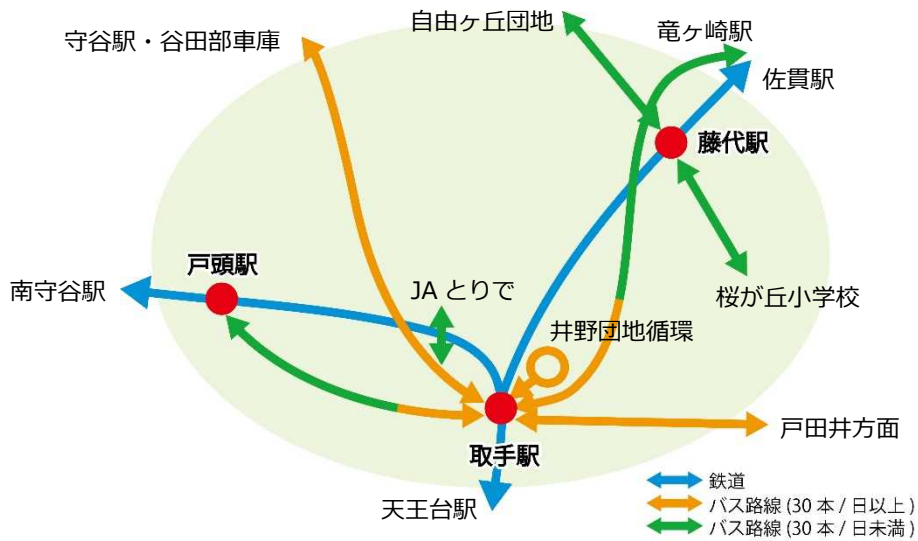 自由ヶ丘団地
竜ヶ崎駅
守谷駅・谷田部車庫
佐貫駅
藤代駅
戸頭駅
南守谷駅
JA とりで
桜が丘小学校
井野団地循環
戸田井方面
取手駅
天王台駅
鉄道
バス路線 (30 本 / 日以上 )
バス路線 (30 本 / 日未満 )